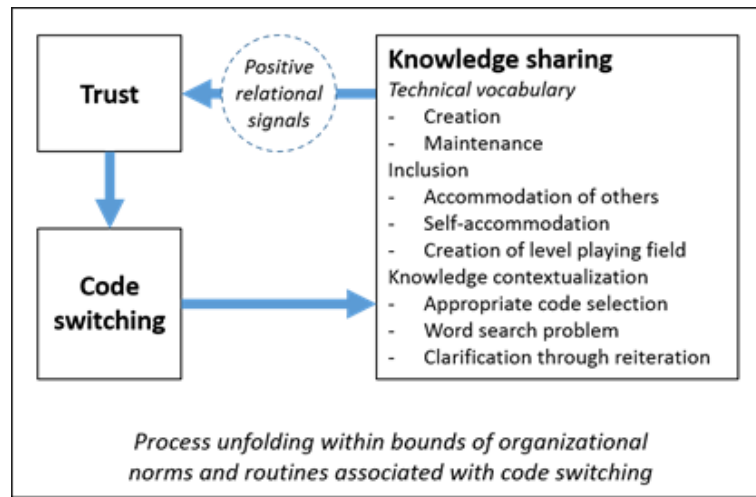 Trust
Positive
relational
signals
Code
switching
Knowledge sharing
Technical vocabulary
- Creation
- Maintenance
Inclusion
- Accommodation of others
- Self-accommodation
- Creation of level playing field
Knowledge contextualization
- Appropriate code selection
- Word search problem
- Clarification through reiteration
Process unfolding within bounds of organizational
norms and routines associated with code switching